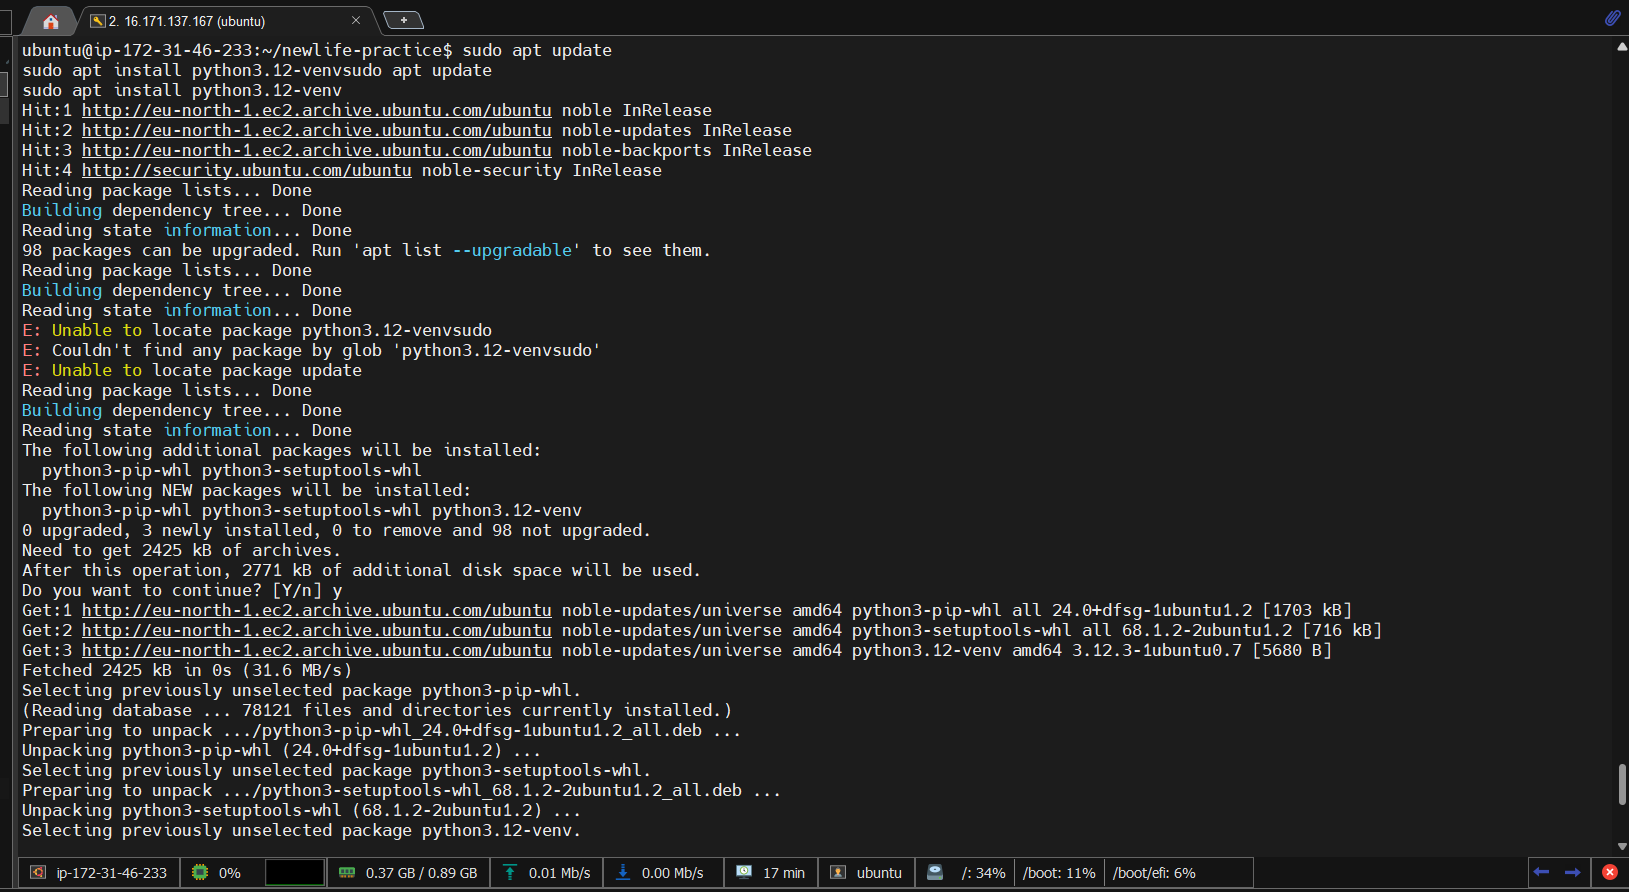 2. 16.171.137.167 (ubuntu)
ubuntu@ip-172-31-46-233:~/newlife-practice$ sudo apt update
sudo apt install python3.12-venvsudo apt update
sudo apt install python3.12-venv
Hit:1 http://eu-north-1.ec2.archive.ubuntu.com/ubuntu noble InRelease
Hit:2 http://eu-north-1.ec2.archive.ubuntu.com/ubuntu noble-updates InRelease
Hit:3 http://eu-north-1.ec2.archive.ubuntu.com/ubuntu noble-backports InRelease
Hit:4 http://security.ubuntu.com/ubuntu noble-security InRelease
Reading package lists... Done
Building dependency tree... Done
Reading state information... Done
98 packages can be upgraded. Run 'apt list --upgradable' to see them.
Reading package lists... Done
Building dependency tree... Done
Reading state information... Done
E: Unable to locate package python3.12-venvsudo
E: Couldn't find any package by glob 'python3.12-venvsudo'
E: Unable to locate package update
Reading package lists... Done
Building dependency tree... Done
Reading state information... Done
The following additional packages will be installed:
  python3-pip-whl python3-setuptools-whl
The following NEW packages will be installed:
  python3-pip-whl python3-setuptools-whl python3.12-venv
0 upgraded, 3 newly installed, 0 to remove and 98 not upgraded.
Need to get 2425 kB of archives.
After this operation, 2771 kB of additional disk space will be used.
Do you want to continue? [Y/n] y
Get:1 http://eu-north-1.ec2.archive.ubuntu.com/ubuntu noble-updates/universe amd64 python3-pip-whl all 24.0+dfsg-1ubuntu1.2 [1703 kB]
Get:2 http://eu-north-1.ec2.archive.ubuntu.com/ubuntu noble-updates/universe amd64 python3-setuptools-whl all 68.1.2-2ubuntu1.2 [716 kB]
Get:3 http://eu-north-1.ec2.archive.ubuntu.com/ubuntu noble-updates/universe amd64 python3.12-venv amd64 3.12.3-1ubuntu0.7 [5680 B]
Fetched 2425 kB in 0s (31.6 MB/s)
Selecting previously unselected package python3-pip-whl.
(Reading database ... 78121 files and directories currently installed.)
Preparing to unpack .../python3-pip-whl_24.0+dfsg-1ubuntu1.2_all.deb ...
Unpacking python3-pip-whl (24.0+dfsg-1ubuntu1.2) ...
Selecting previously unselected package python3-setuptools-whl.
Preparing to unpack .../python3-setuptools-whl_68.1.2-2ubuntu1.2_all.deb ...
Unpacking python3-setuptools-whl (68.1.2-2ubuntu1.2) ...
Selecting previously unselected package python3.12-venv.
ip-172-31-46-233 0% 0.37 GB / 0.89 GB 0.01 Mb/s 0.00 Mb/s 17 min ubuntu /: 34% /boot: 11% /boot/efi: 6%